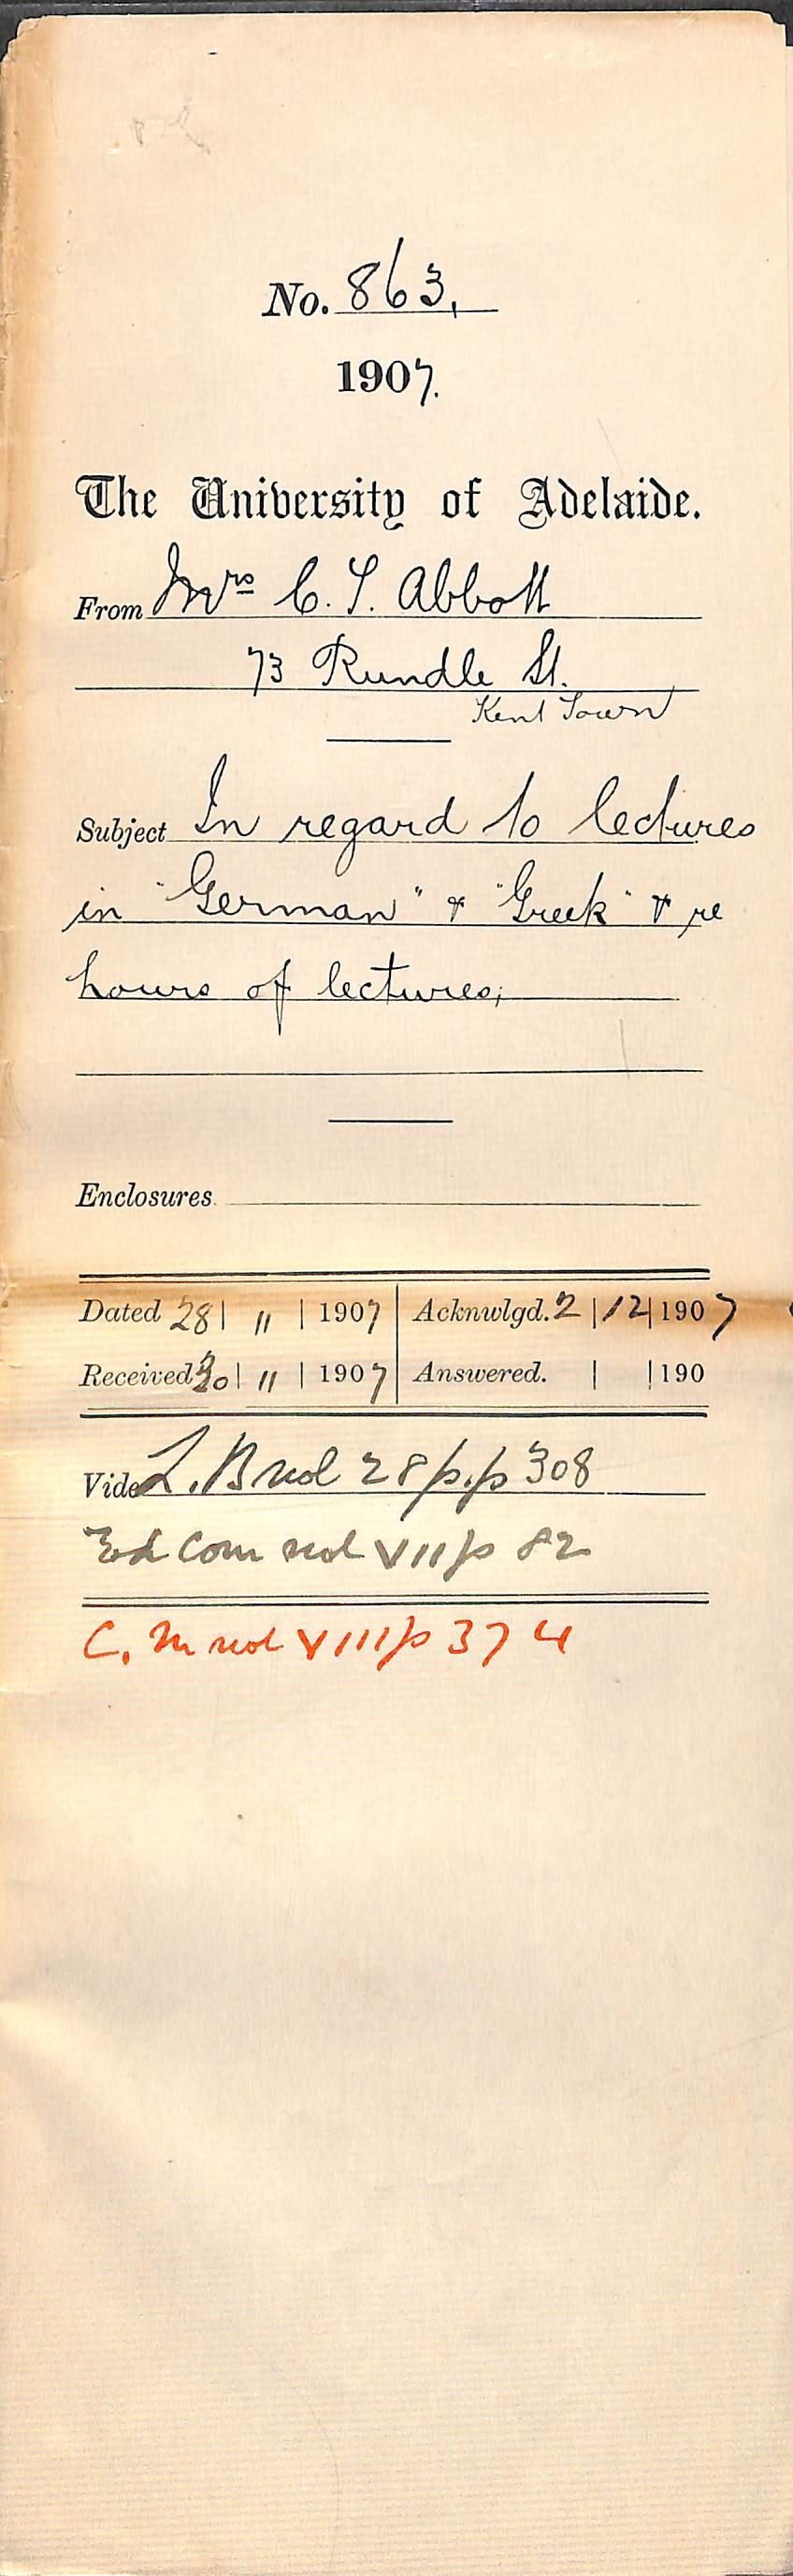 No. 863,
1907.
The University of Adelaide.
From Mrs C. S. Abbott
73 Rundle St.
Kent Town
Subject In regard to lectures
in "German" & "Greek" & re
hours of lectures;
Enclosures
Dated 28 | 11 | 1907 | Acknwlgd. 2 | 12 | 1907
Received 30 | 11 | 1907 | Answered. | | 190
Vide L. B vol 28 p.p 308
Ed Com vol VII p 82
C. M vol VIII p 374